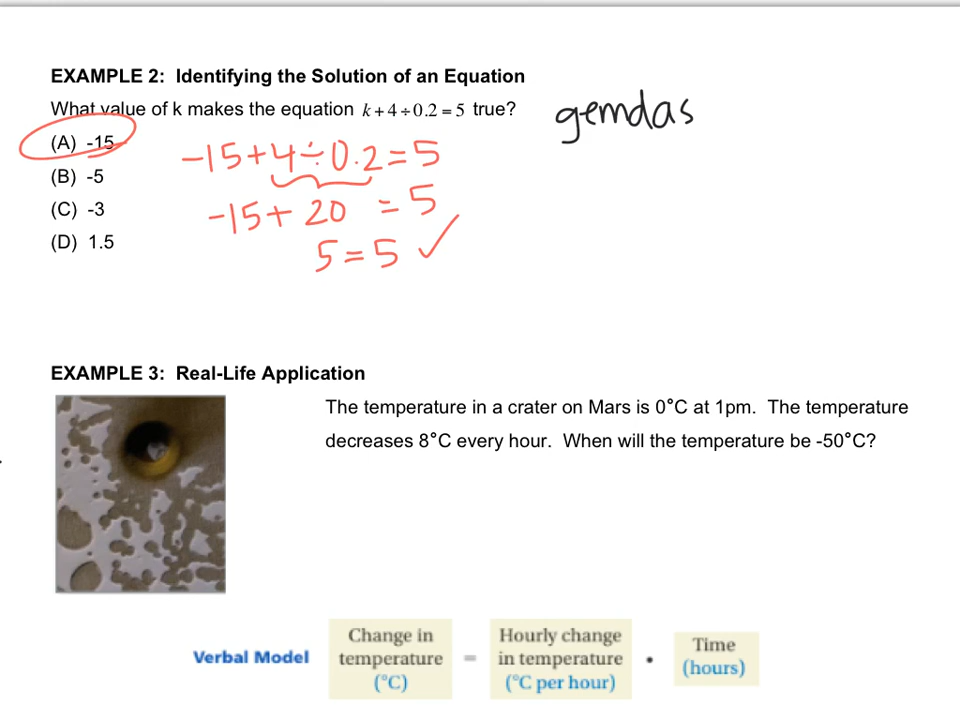 EXAMPLE 2: Identifying the Solution of an Equation
What value of k makes the equation k + 4 ÷ 0.2 = 5 true?
gemdas
(A) -15
-15 + 4 ÷ 0.2 = 5
(B) -5
(C) -3
-15 + 20 = 5
(D) 1.5
5 = 5 ✓
EXAMPLE 3: Real-Life Application
The temperature in a crater on Mars is 0°C at 1pm. The temperature
decreases 8°C every hour. When will the temperature be -50°C?
Verbal Model
Change in
temperature
(°C)
=
Hourly change
in temperature
(°C per hour)
•
Time
(hours)